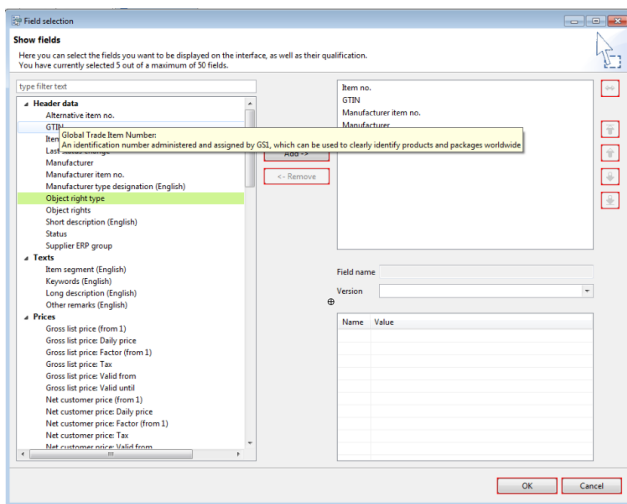 Field selection
Show fields
Here you can select the fields you want to be displayed on the interface, as well as their qualification.
You have currently selected 5 out of a maximum of 50 fields.
type filter text
Header data
Alternative item no.
GTIN
Global Trade Item Number:
An identification number administered and assigned by GS1, which can be used to clearly identify products and packages worldwide
Manufacturer
Manufacturer item no.
Manufacturer type designation (English)
Object right type
Object rights
Short description (English)
Status
Supplier ERP group
Texts
Item segment (English)
Keywords (English)
Long description (English)
Other remarks (English)
Prices
Gross list price (from 1)
Gross list price: Daily price
Gross list price: Factor (from 1)
Gross list price: Tax
Gross list price: Valid from
Gross list price: Valid until
Net customer price (from 1)
Net customer price: Daily price
Net customer price: Factor (from 1)
Net customer price: Tax
Net customer price: Valid from
Add ->
<- Remove
Item no.
GTIN
Manufacturer item no.
Manufacturer
Field name
Version
Name Value
OK Cancel